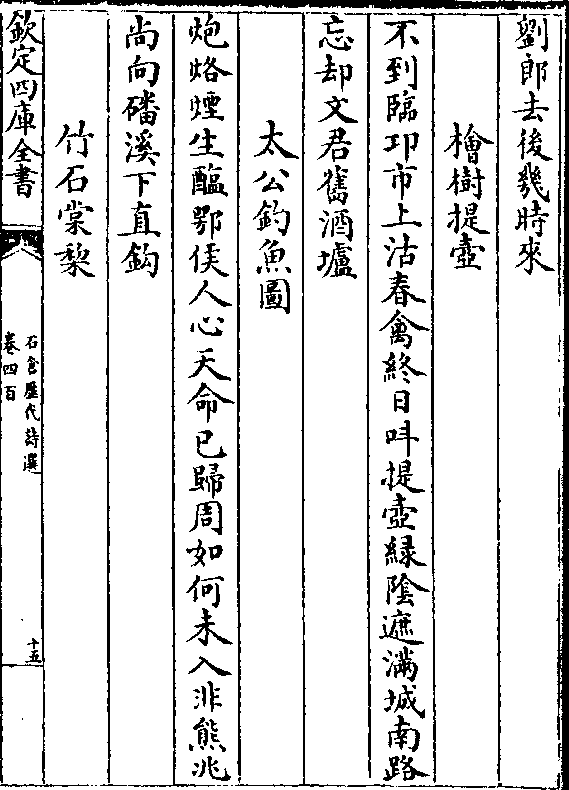 劉郎去後幾時來
檜樹提壺
不到臨卭市上沽春禽終日呌提壺緑陰遮滿城南路
忘却文君舊酒壚
太公釣魚圖
炮烙煙生醢鄂侯人心天命已歸周如何未入非熊兆
尚向磻溪下直鈎
竹石棠棃
欽定四庫全書
石倉歷代詩選
卷四百
十五